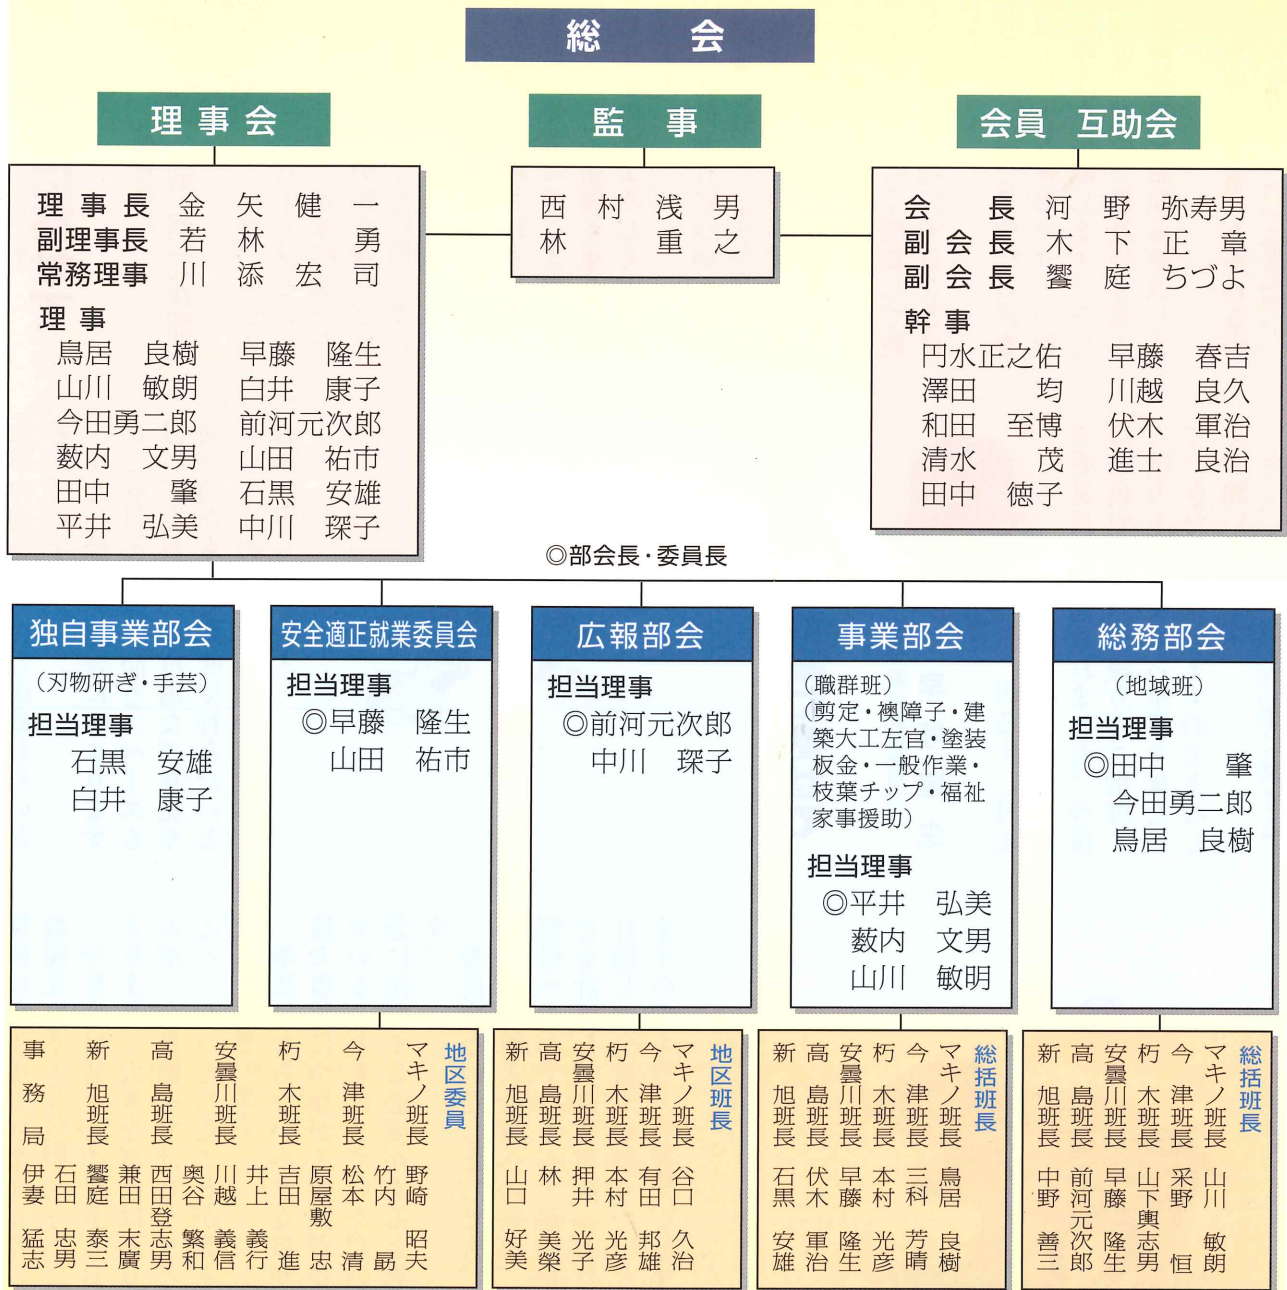 総　会
理事会
理事長 金矢健一
副理事長 若林　勇
常務理事 川添宏司
理事
鳥居　良樹　早藤　隆生
山川　敏朗　白井　康子
今田勇二郎　前河元次郎
薮内　文男　山田　祐市
田中　肇　石黒　安雄
平井　弘美　中川　琛子
監　事
西村浅男
林　重之
会員　互助会
会長 河野弥寿男
副会長 木下正章
副会長 饗庭ちづよ
幹事
円水正之佑　早藤　春吉
澤田　均　川越　良久
和田　至博　伏木　軍治
清水　茂　進士　良治
田中　徳子
◎部会長・委員長
独自事業部会
（刃物研ぎ・手芸）
担当理事
石黒　安雄
白井　康子
安全適正就業委員会
担当理事
◎早藤　隆生
山田　祐市
広報部会
担当理事
◎前河元次郎
中川　琛子
事業部会
（職群班）
（剪定・襖障子・建
築大工左官・塗装
板金・一般作業・
枝葉チップ・福祉
家事援助）
担当理事
◎平井　弘美
薮内　文男
山川　敏明
総務部会
（地域班）
担当理事
◎田中　肇
今田勇二郎
鳥居　良樹
地区委員
マキノ班長　野崎　昭夫
竹内　勗
今津班長　松本　清
原屋敷　忠
朽木班長　吉田　進
井上　義行
安曇川班長　川越　義信
奥谷　繁和
高島班長　西田登志男
兼田　末廣
新旭班長　饗庭　泰三
石田　忠男
事務局　伊妻　猛志
地区班長
マキノ班長　谷口　久治
今津班長　有田　邦雄
朽木班長　本村　光彦
安曇川班長　押井　光子
高島班長　林　美榮
新旭班長　山口　好美
総括班長
マキノ班長　鳥居　良樹
今津班長　三科　芳晴
朽木班長　本村　光彦
安曇川班長　早藤　隆生
高島班長　伏木　軍治
新旭班長　石黒　安雄
総括班長
マキノ班長　山川　敏朗
今津班長　采野　恒
朽木班長　山下輿志男
安曇川班長　早藤　隆生
高島班長　前河元次郎
新旭班長　中野　善三